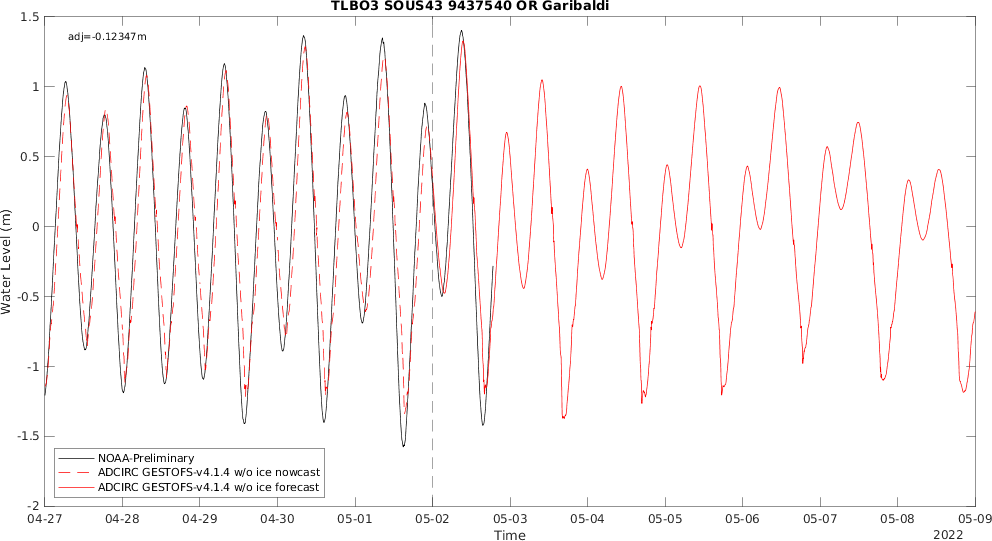 TLBO3 SOUS43 9437540 OR Garibaldi
adj=-0.12347m
1.5
1
0.5
0
-0.5
-1
-1.5
-2
Water Level (m)
NOAA-Preliminary
ADCIRC GESTOFS-v4.1.4 w/o ice nowcast
ADCIRC GESTOFS-v4.1.4 w/o ice forecast
04-27 04-28 04-29 04-30 05-01 05-02 05-03 05-04 05-05 05-06 05-07 05-08 05-09
Time
2022